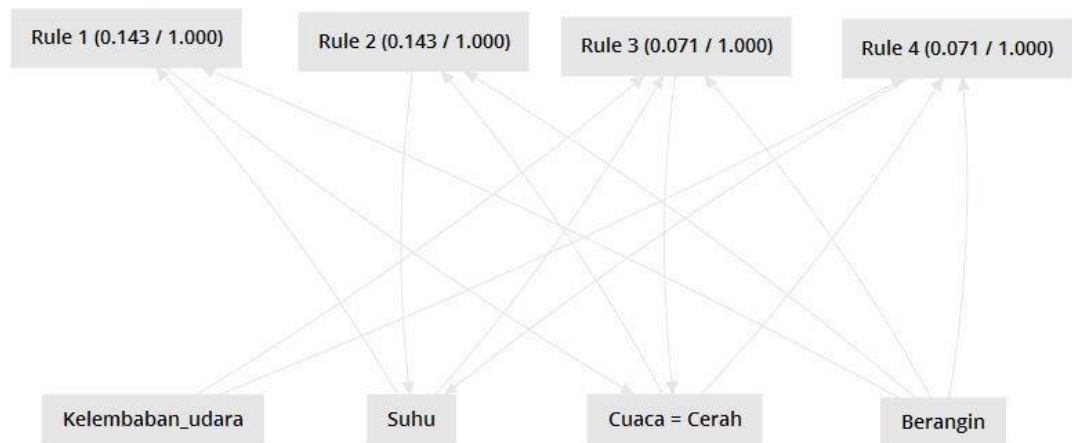 Rule 1 (0.143 / 1.000)
Rule 2 (0.143 / 1.000)
Rule 3 (0.071 / 1.000)
Rule 4 (0.071 / 1.000)
Kelembaban_udara
Suhu
Cuaca = Cerah
Berangin